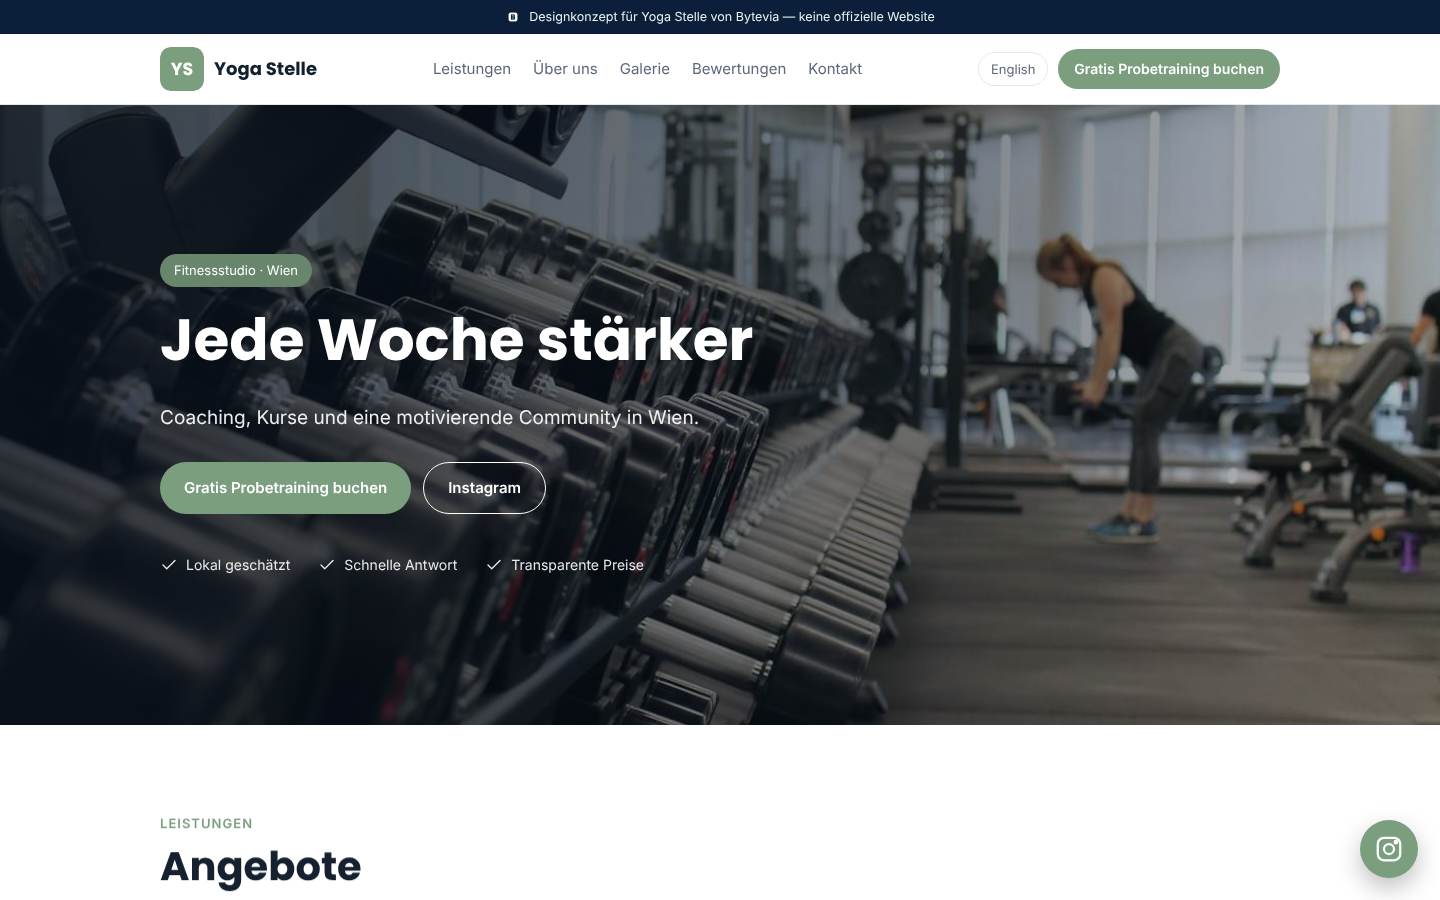 Designkonzept für Yoga Stelle von Bytevia — keine offizielle Website
YS
Yoga Stelle
Leistungen
Über uns
Galerie
Bewertungen
Kontakt
English
Gratis Probetraining buchen
Fitnessstudio · Wien
Jede Woche stärker
Coaching, Kurse und eine motivierende Community in Wien.
Gratis Probetraining buchen
Instagram
Lokal geschätzt
Schnelle Antwort
Transparente Preise
LEISTUNGEN
Angebote